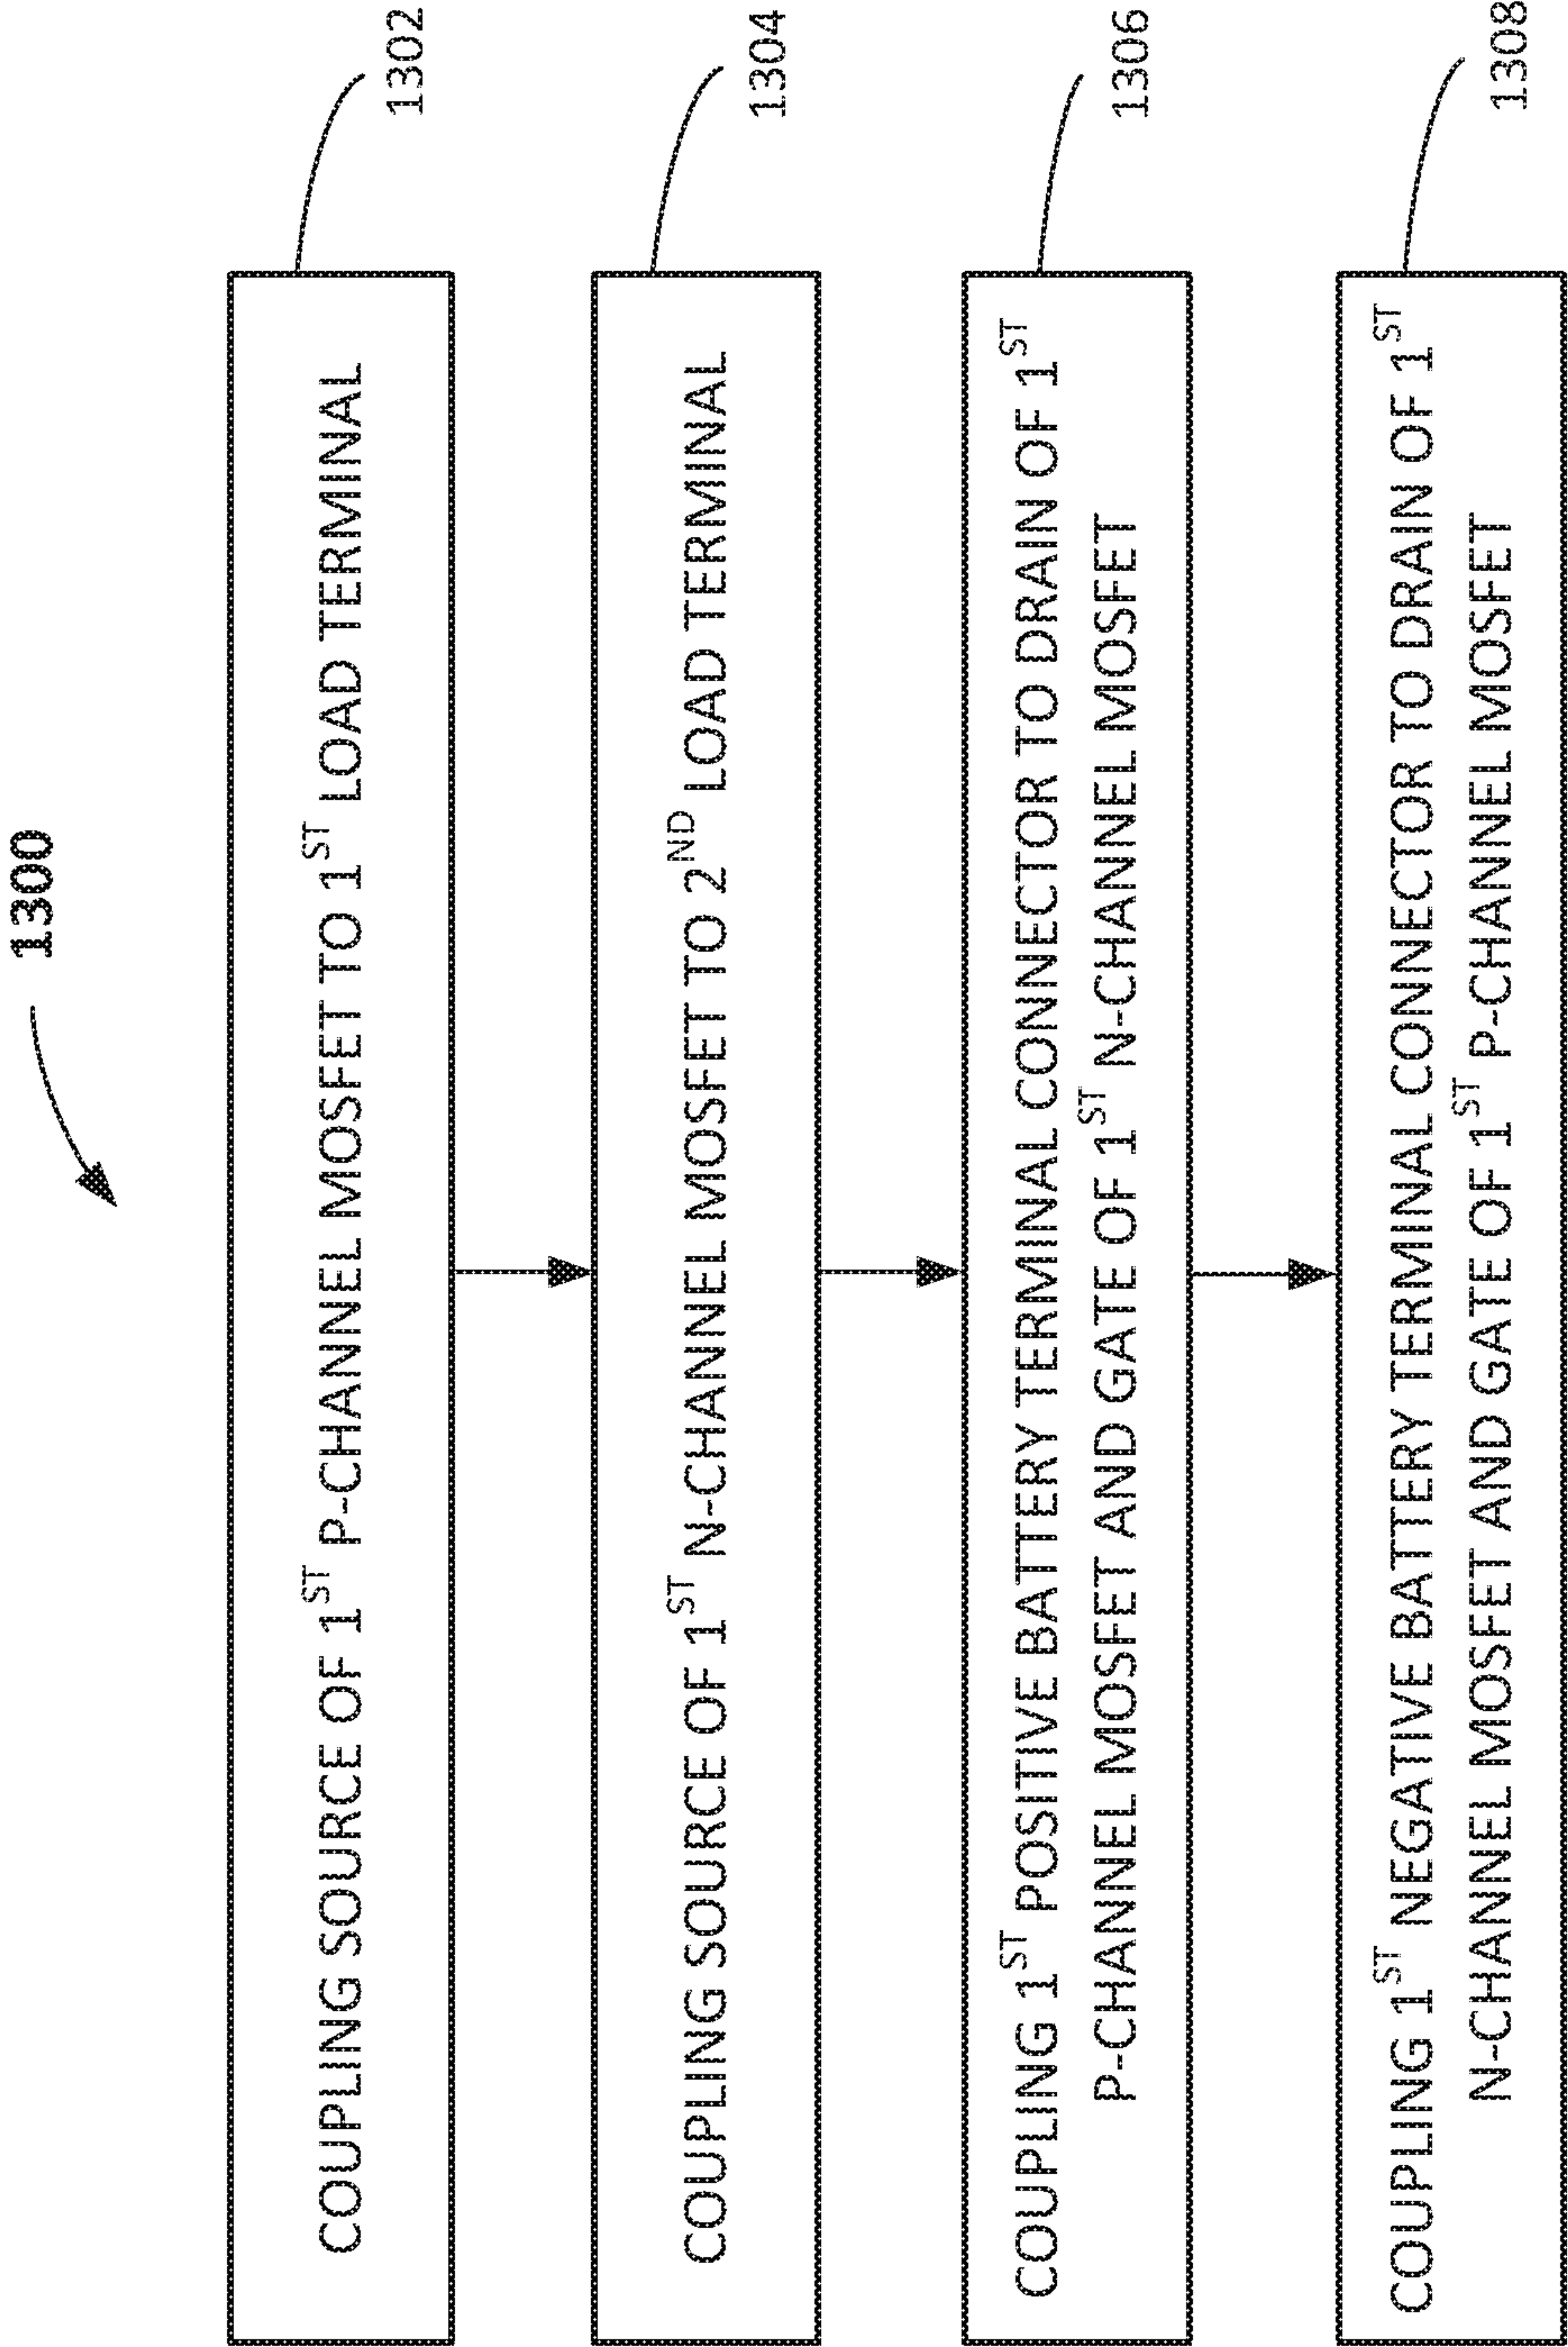 1300
COUPLING SOURCE OF 1ST P-CHANNEL MOSFET TO 1ST LOAD TERMINAL
1302
COUPLING SOURCE OF 1ST N-CHANNEL MOSFET TO 2ND LOAD TERMINAL
1304
COUPLING 1ST POSITIVE BATTERY TERMINAL CONNECTOR TO DRAIN OF 1ST
P-CHANNEL MOSFET AND GATE OF 1ST N-CHANNEL MOSFET
1306
COUPLING 1ST NEGATIVE BATTERY TERMINAL CONNECTOR TO DRAIN OF 1ST
N-CHANNEL MOSFET AND GATE OF 1ST P-CHANNEL MOSFET
1308